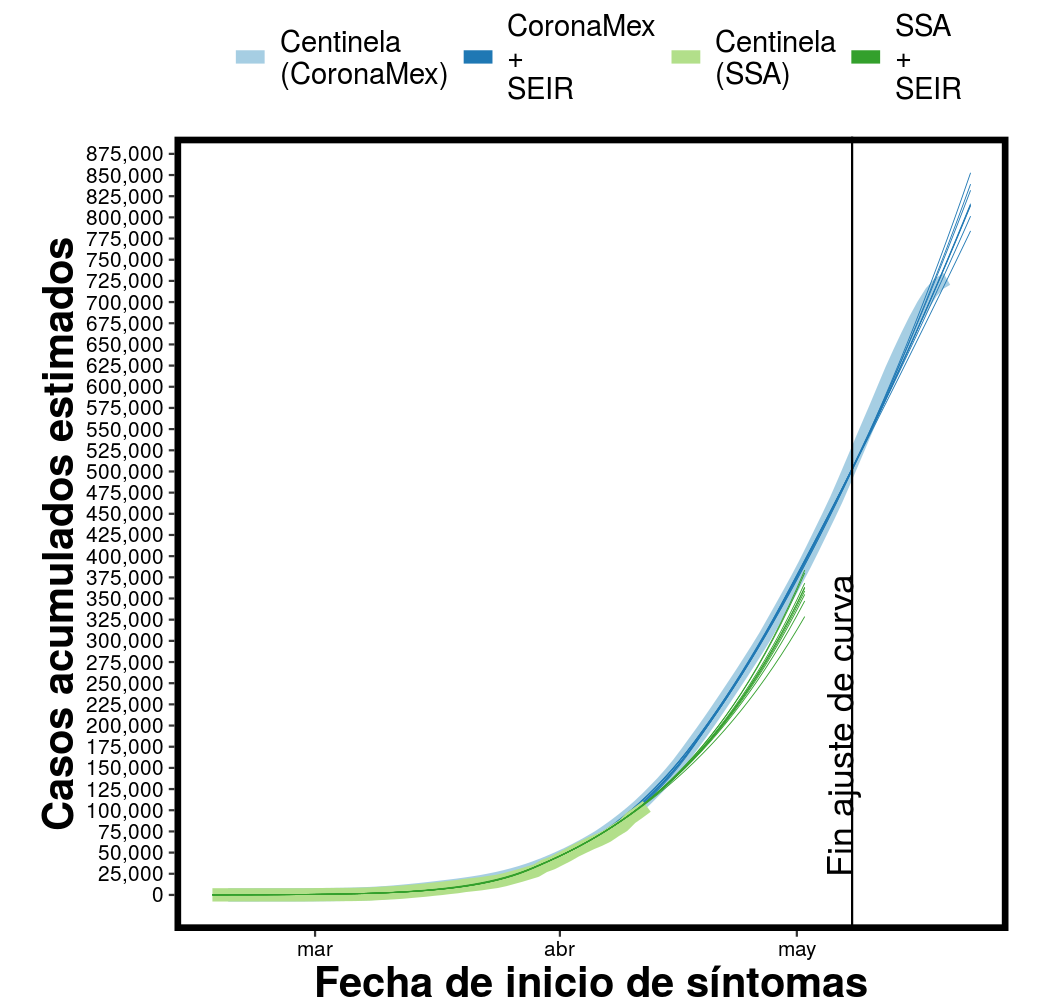 Centinela
(CoronaMex)
CoronaMex
+
SEIR
Centinela
(SSA)
SSA
+
SEIR
875,000
850,000
825,000
800,000
775,000
750,000
725,000
700,000
675,000
650,000
625,000
600,000
575,000
550,000
525,000
500,000
475,000
450,000
425,000
400,000
375,000
350,000
325,000
300,000
275,000
250,000
225,000
200,000
175,000
150,000
125,000
100,000
75,000
50,000
25,000
0
Casos acumulados estimados
Fin ajuste de curva
mar
abr
may
Fecha de inicio de síntomas